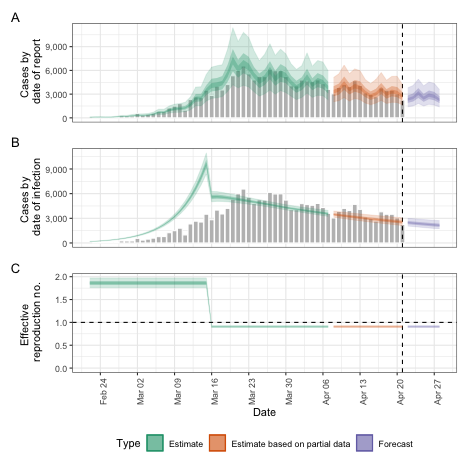 A
Cases by
date of report
9,000
6,000
3,000
0
B
Cases by
date of infection
9,000
6,000
3,000
0
C
Effective
reproduction no.
2.0
1.5
1.0
0.5
0.0
Feb 24
Mar 02
Mar 09
Mar 16
Mar 23
Mar 30
Apr 06
Apr 13
Apr 20
Apr 27
Date
Type Estimate Estimate based on partial data Forecast